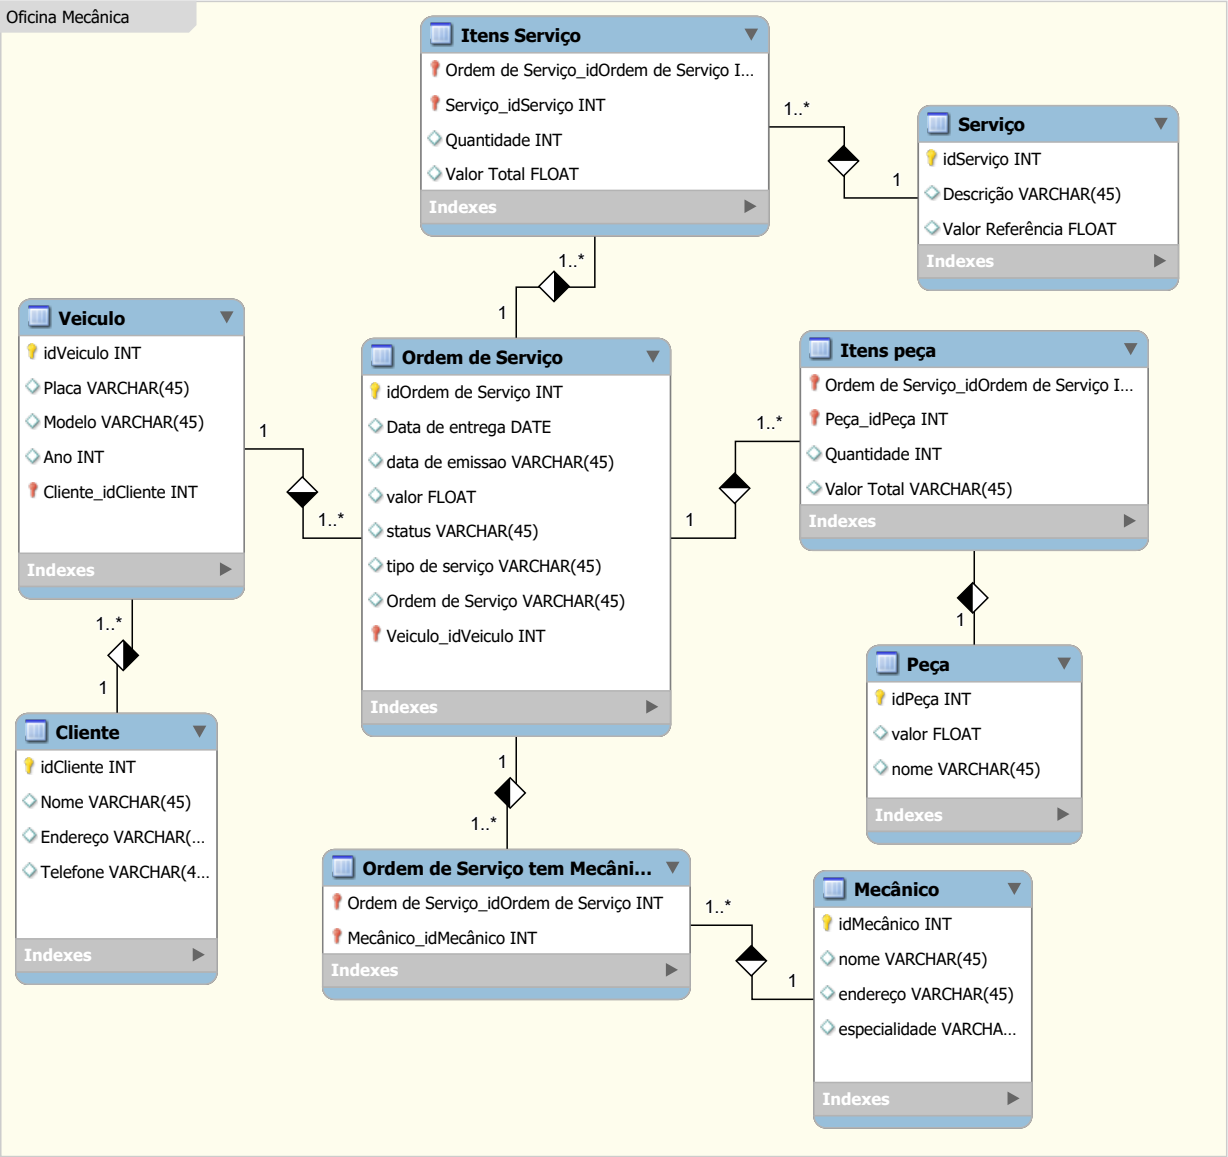 Oficina Mecânica
Itens Serviço
Ordem de Serviço_idOrdem de Serviço I...
Serviço_idServiço INT
Quantidade INT
Valor Total FLOAT
Indexes
1..*
1
Serviço
idServiço INT
Descrição VARCHAR(45)
Valor Referência FLOAT
Indexes
1..*
1
Veiculo
idVeiculo INT
Placa VARCHAR(45)
Modelo VARCHAR(45)
Ano INT
Cliente_idCliente INT
Indexes
1
1..*
Ordem de Serviço
idOrdem de Serviço INT
Data de entrega DATE
data de emissao VARCHAR(45)
valor FLOAT
status VARCHAR(45)
tipo de serviço VARCHAR(45)
Ordem de Serviço VARCHAR(45)
Veiculo_idVeiculo INT
Indexes
1..*
1
Itens peça
Ordem de Serviço_idOrdem de Serviço I...
Peça_idPeça INT
Quantidade INT
Valor Total VARCHAR(45)
Indexes
1
Peça
idPeça INT
valor FLOAT
nome VARCHAR(45)
Indexes
1..*
1
Cliente
idCliente INT
Nome VARCHAR(45)
Endereço VARCHAR(...
Telefone VARCHAR(4...
Indexes
1
1..*
Ordem de Serviço tem Mecâni...
Ordem de Serviço_idOrdem de Serviço INT
Mecânico_idMecânico INT
Indexes
1..*
1
Mecânico
idMecânico INT
nome VARCHAR(45)
endereço VARCHAR(45)
especialidade VARCHA...
Indexes